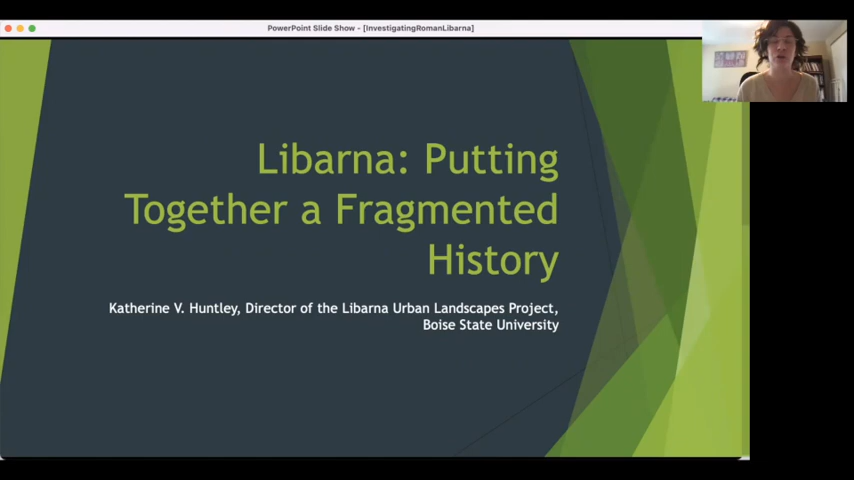 PowerPoint Slide Show - [InvestigatingRomanLibarna]
Libarna: Putting
Together a Fragmented
History
Katherine V. Huntley, Director of the Libarna Urban Landscapes Project,
Boise State University